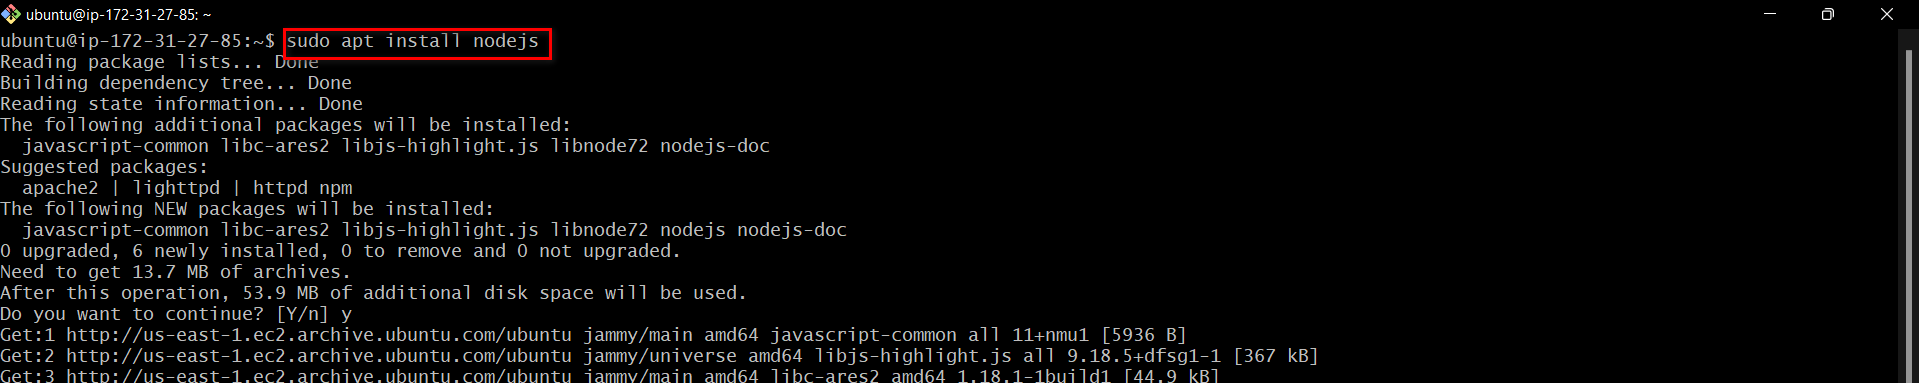 ubuntu@ip-172-31-27-85: ~
ubuntu@ip-172-31-27-85:~$ sudo apt install nodejs
Reading package lists... Done
Building dependency tree... Done
Reading state information... Done
The following additional packages will be installed:
  javascript-common libc-ares2 libjs-highlight.js libnode72 nodejs-doc
Suggested packages:
  apache2 | lighttpd | httpd npm
The following NEW packages will be installed:
  javascript-common libc-ares2 libjs-highlight.js libnode72 nodejs nodejs-doc
0 upgraded, 6 newly installed, 0 to remove and 0 not upgraded.
Need to get 13.7 MB of archives.
After this operation, 53.9 MB of additional disk space will be used.
Do you want to continue? [Y/n] y
Get:1 http://us-east-1.ec2.archive.ubuntu.com/ubuntu jammy/main amd64 javascript-common all 11+nmu1 [5936 B]
Get:2 http://us-east-1.ec2.archive.ubuntu.com/ubuntu jammy/universe amd64 libjs-highlight.js all 9.18.5+dfsg1-1 [367 kB]
Get:3 http://us-east-1.ec2.archive.ubuntu.com/ubuntu jammy/main amd64 libc-ares2 amd64 1.18.1-1build1 [44.9 kB]